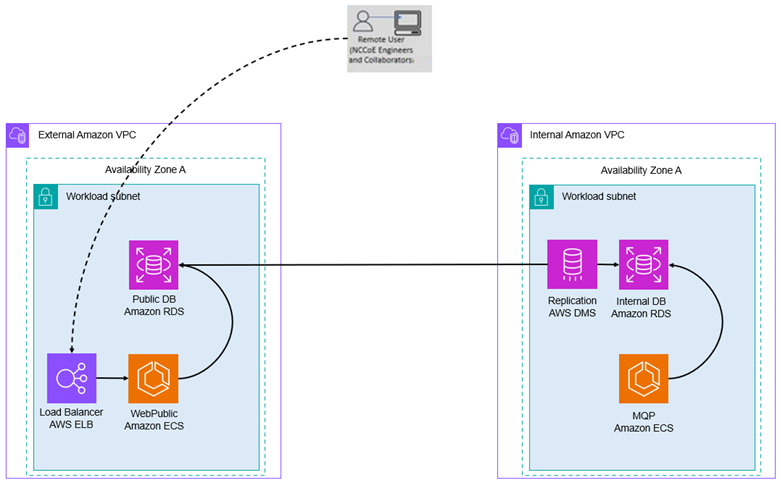 Remote User
(NCCoE Engineers
and Collaborators)
External Amazon VPC
Availability Zone A
Workload subnet
Public DB
Amazon RDS
Load Balancer
AWS ELB
WebPublic
Amazon ECS
Internal Amazon VPC
Availability Zone A
Workload subnet
Replication
AWS DMS
Internal DB
Amazon RDS
MQP
Amazon ECS